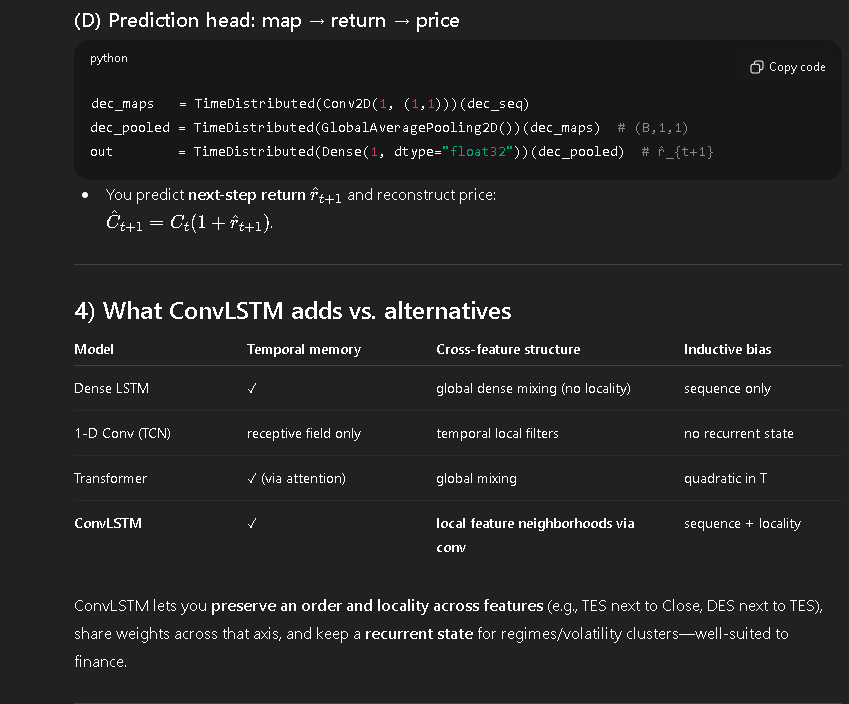 (D) Prediction head: map → return → price
python
Copy code
dec_maps = TimeDistributed(Conv2D(1, (1,1)))(dec_seq)
dec_pooled = TimeDistributed(GlobalAveragePooling2D())(dec_maps) # (B,1,1)
out = TimeDistributed(Dense(1, dtype="float32"))(dec_pooled) # r̂_{t+1}
• You predict next-step return r̂ₜ₊₁ and reconstruct price:
Ĉₜ₊₁ = Cₜ(1 + r̂ₜ₊₁).
4) What ConvLSTM adds vs. alternatives
Model Temporal memory Cross-feature structure Inductive bias
Dense LSTM ✓ global dense mixing (no locality) sequence only
1-D Conv (TCN) receptive field only temporal local filters no recurrent state
Transformer ✓ (via attention) global mixing quadratic in T
ConvLSTM ✓ local feature neighborhoods via sequence + locality
conv
ConvLSTM lets you preserve an order and locality across features (e.g., TES next to Close, DES next to TES),
share weights across that axis, and keep a recurrent state for regimes/volatility clusters—well-suited to
finance.